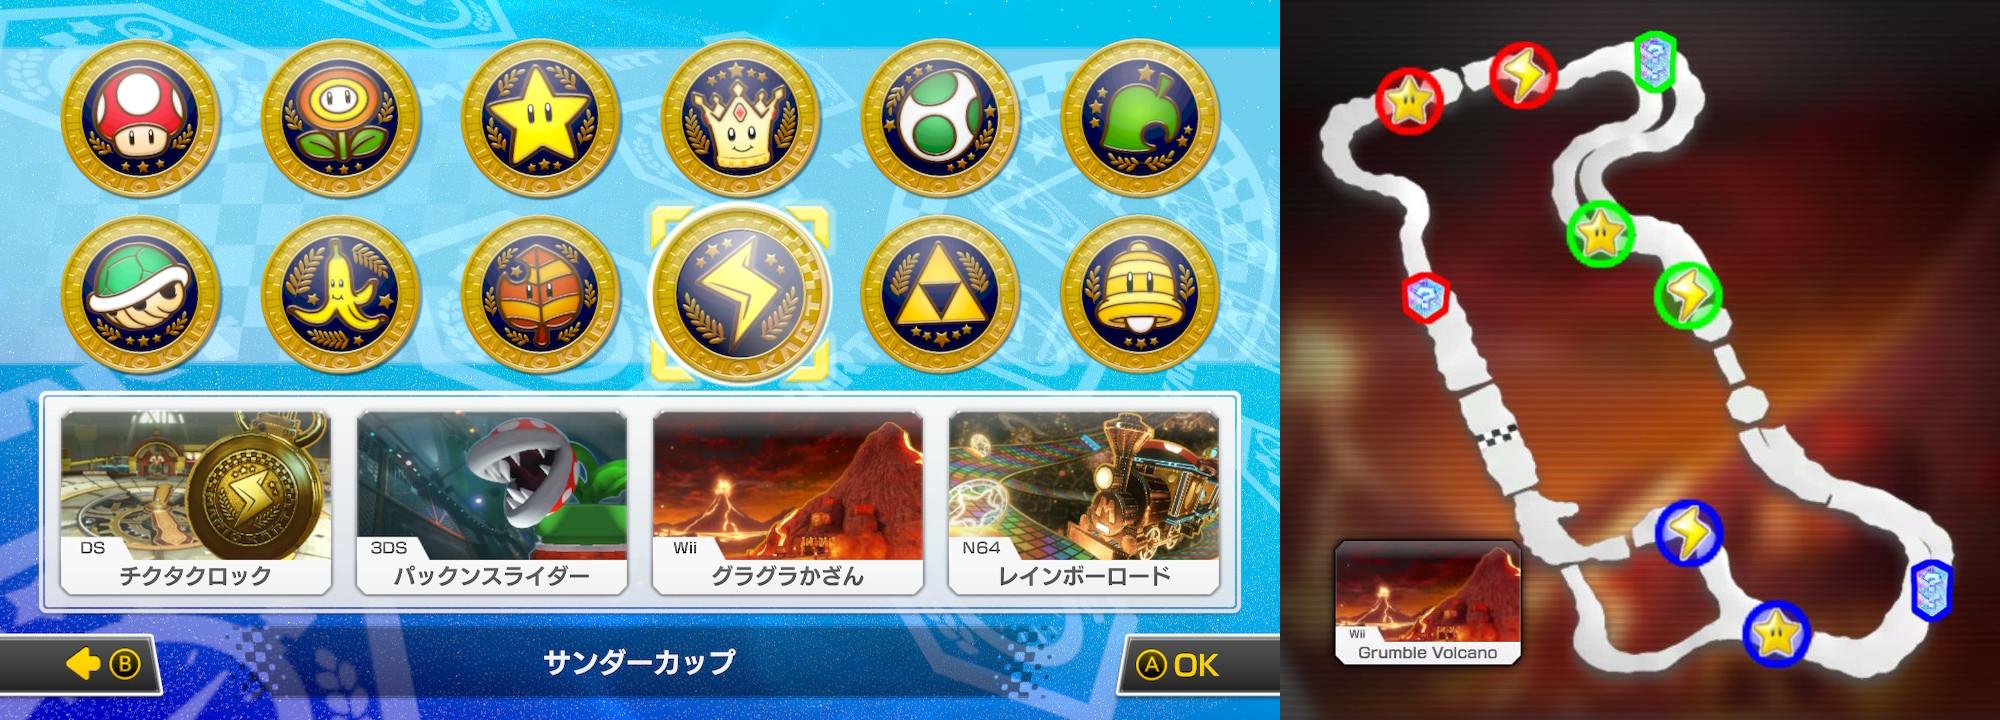 DS
チクタクロック
3DS
パックンスライダー
Wii
グラグラかざん
N64
レインボーロード
B
サンダーカップ
A OK
Wii
Grumble Volcano